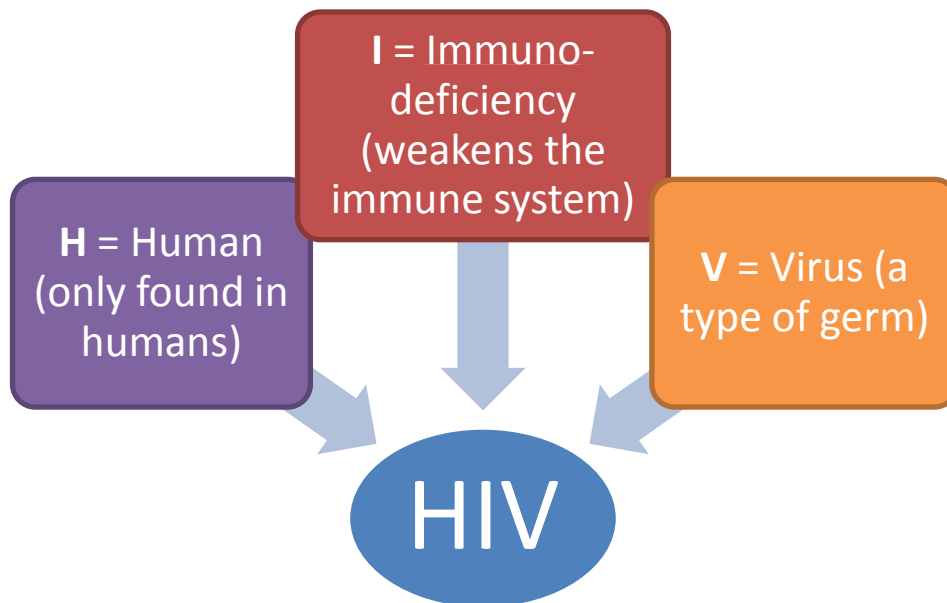 H = Human
(only found in
humans)
I = Immuno-
deficiency
(weakens the
immune system)
V = Virus (a
type of germ)
HIV